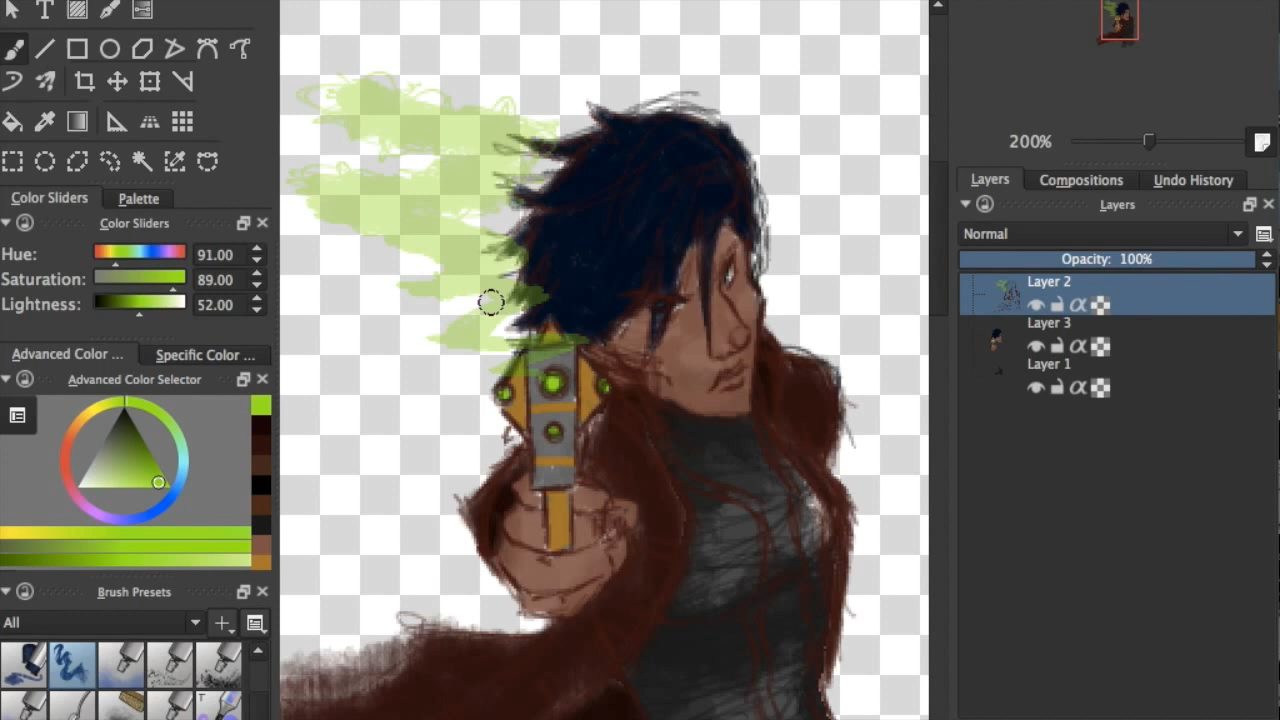 Color Sliders
Palette
Color Sliders
Hue:
91.00
Saturation:
89.00
Lightness:
52.00
Advanced Color ...
Specific Color ...
Advanced Color Selector
Brush Presets
All
200%
Layers
Compositions
Undo History
Layers
Normal
Opacity: 100%
Layer 2
Layer 3
Layer 1